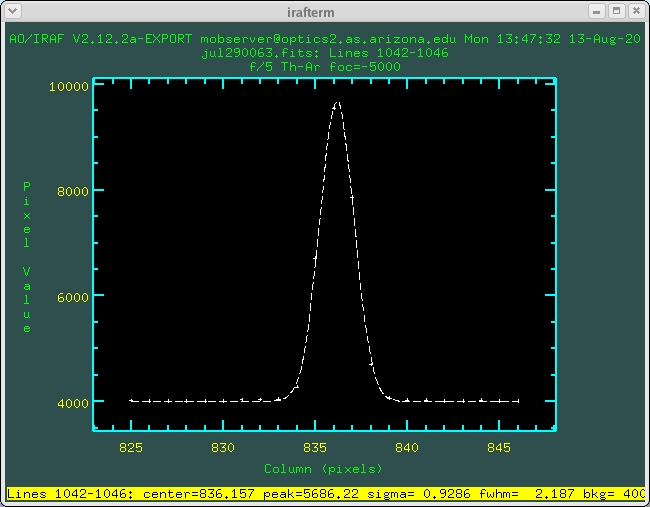 irafterm
AO/IRAF V2.12.2a-EXPORT mobserver@optics2.as.arizona.edu Mon 13:47:32 13-Aug-20
jul290063.fits: Lines 1042-1046
f/5 Th-Ar foc=-5000
10000
8000
6000
4000
Pixel Value
825 830 835 840 845
Column (pixels)
Lines 1042-1046: center=836.157 peak=5686.22 sigma= 0.9286 fwhm= 2.187 bkg= 400